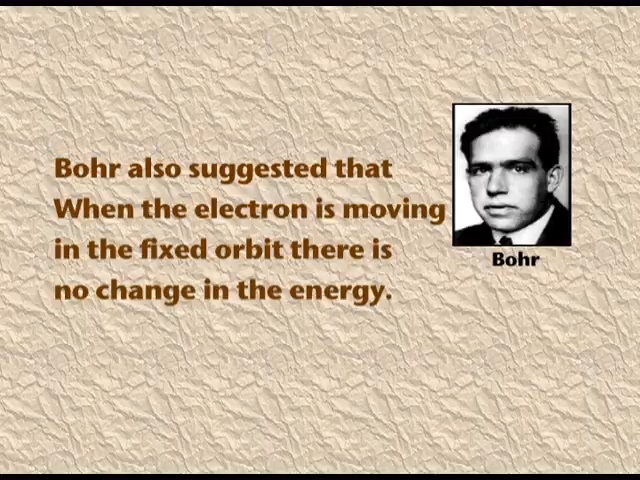 Bohr also suggested that
When the electron is moving
in the fixed orbit there is
no change in the energy.
Bohr